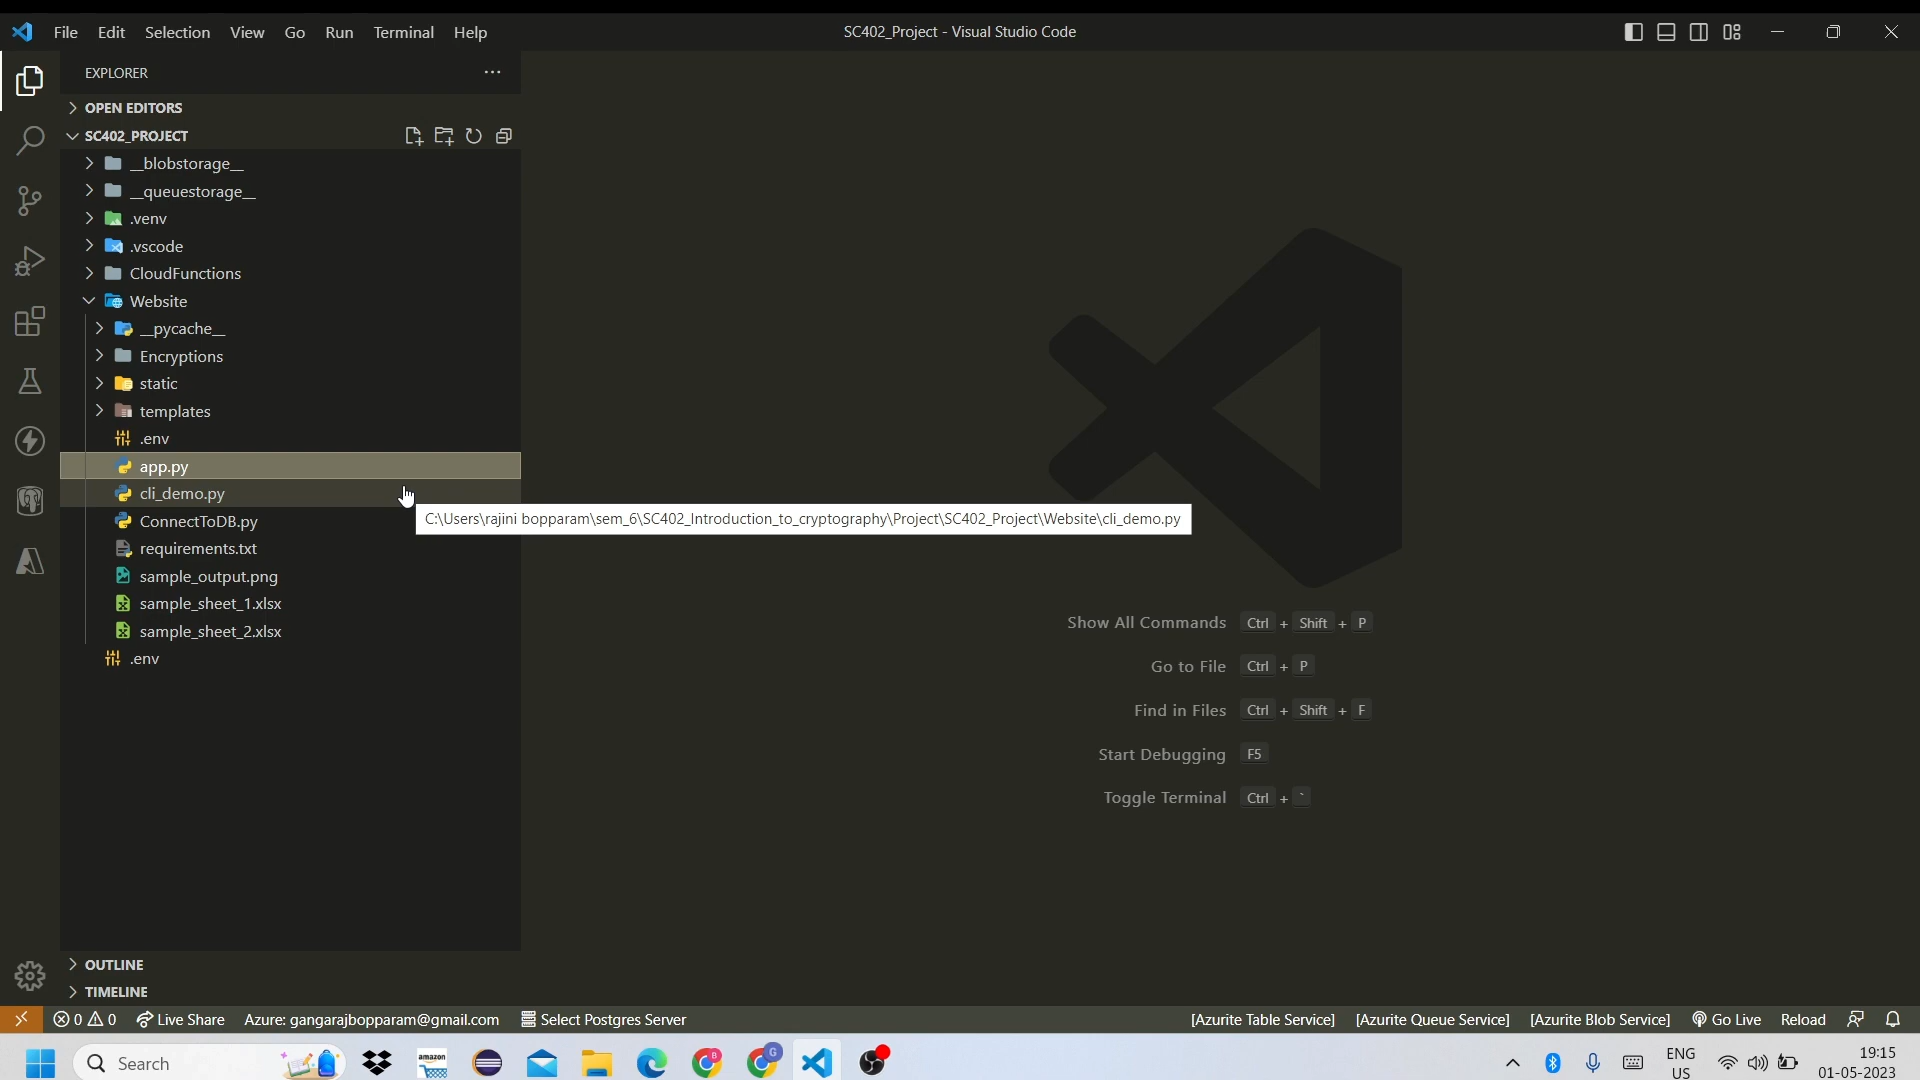 File Edit Selection View Go Run Terminal Help
SC402_Project - Visual Studio Code
EXPLORER
OPEN EDITORS
SC402_PROJECT
__blobstorage__
__queuestorage__
.venv
.vscode
CloudFunctions
Website
__pycache__
Encryptions
static
templates
.env
app.py
cli_demo.py
C:\Users\rajini bopparam\sem_6\SC402_Introduction_to_cryptography\Project\SC402_Project\Website\cli_demo.py
ConnectToDB.py
requirements.txt
sample_output.png
sample_sheet_1.xlsx
sample_sheet_2.xlsx
.env
Show All Commands Ctrl + Shift + P
Go to File Ctrl + P
Find in Files Ctrl + Shift + F
Start Debugging F5
Toggle Terminal Ctrl + `
OUTLINE
TIMELINE
0 0 Live Share Azure: gangarajbopparam@gmail.com Select Postgres Server [Azurite Table Service] [Azurite Queue Service] [Azurite Blob Service] Go Live Reload
Search
amazon
B
G
ENG
US
19:15
01-05-2023